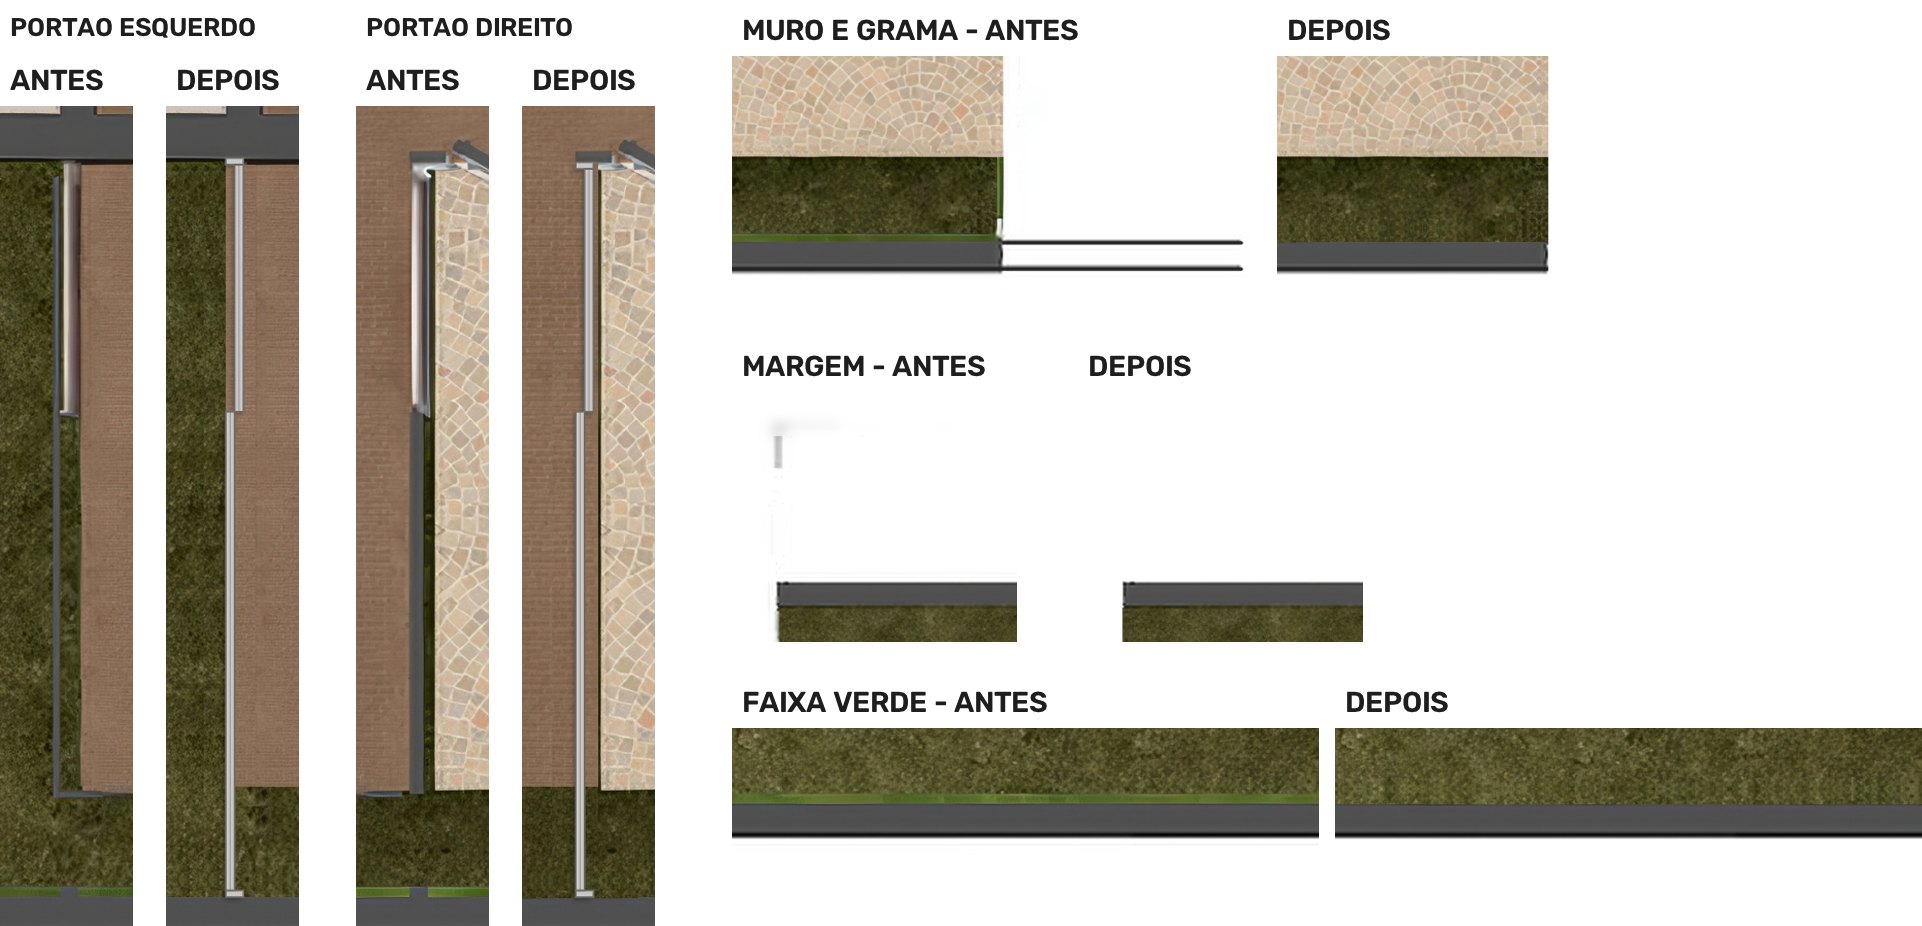 PORTAO ESQUERDO
ANTES
DEPOIS
PORTAO DIREITO
ANTES
DEPOIS
MURO E GRAMA - ANTES
DEPOIS
MARGEM - ANTES
DEPOIS
FAIXA VERDE - ANTES
DEPOIS